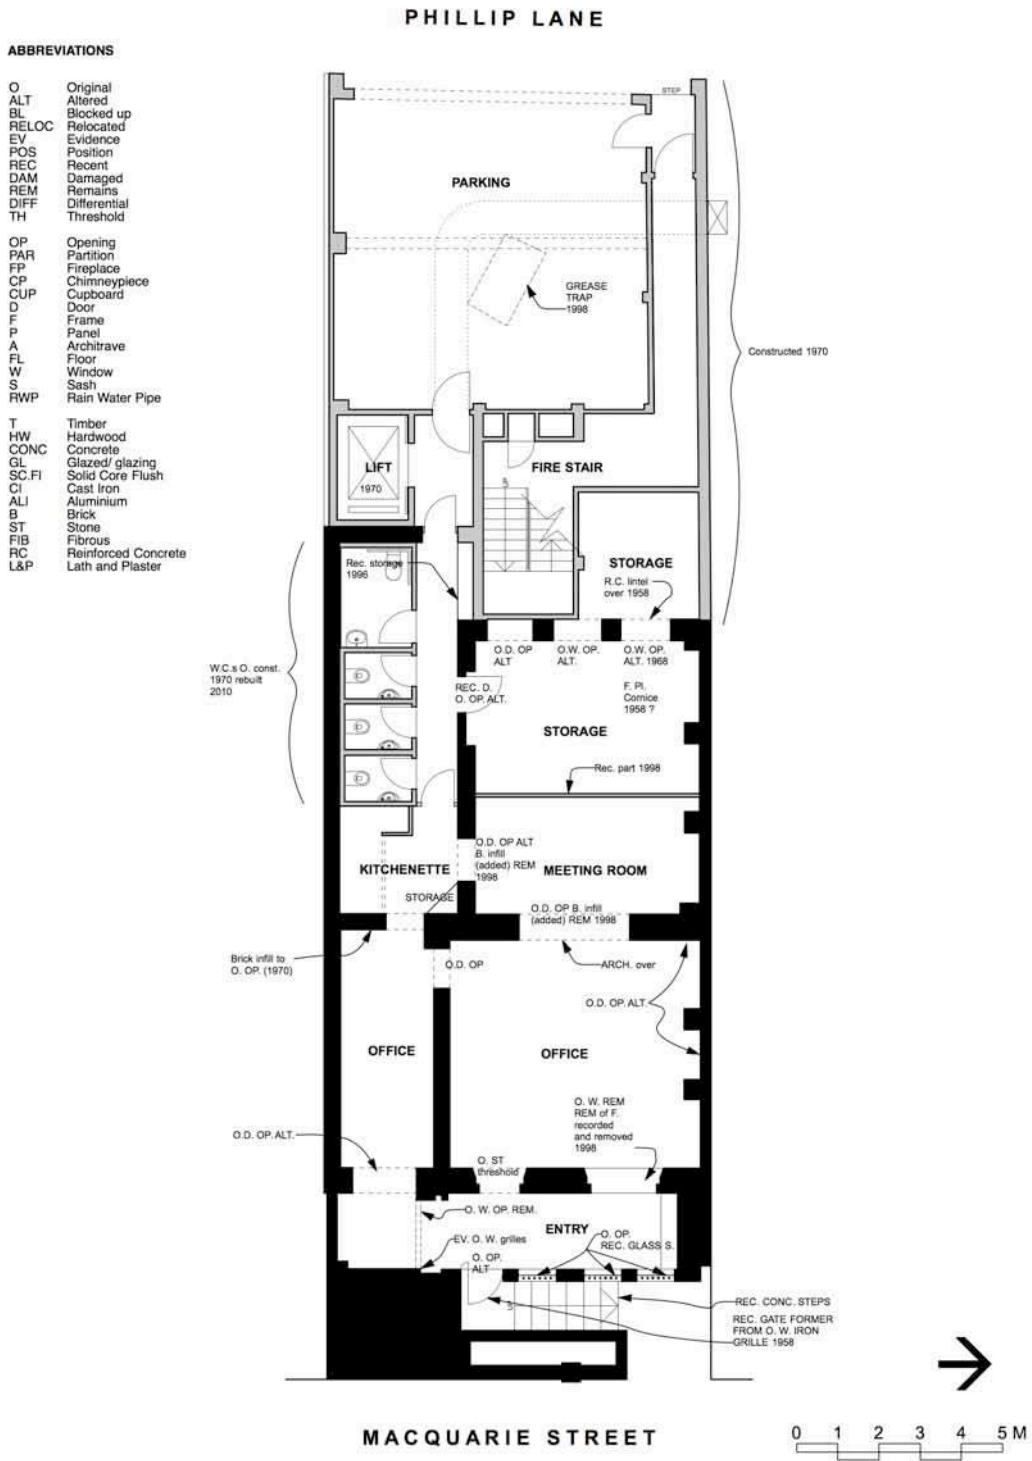 PHILLIP LANE
ABBREVIATIONS
O Original
ALT Altered
BL Blocked up
RELOC Relocated
EV Evidence
POS Position
REC Recent
DAM Damaged
REM Remains
DIFF Differential
TH Threshold
OP Opening
PAR Partition
FP Fireplace
CP Chimneypiece
CUP Cupboard
D Door
F Frame
P Panel
A Architrave
FL Floor
W Window
S Sash
RWP Rain Water Pipe
T Timber
HW Hardwood
CONC Concrete
GL Glazed/ glazing
SC.FI Solid Core Flush
CI Cast Iron
ALI Aluminium
B Brick
ST Stone
FIB Fibrous
RC Reinforced Concrete
L&P Lath and Plaster
STEP
PARKING
GREASE
TRAP
1998
Constructed 1970
LIFT
1970
FIRE STAIR
STORAGE
R.C. lintel
over 1958
Rec. storage
1996
O.D. OP
ALT
O.W. OP.
ALT.
O.W. OP.
ALT. 1968
W.C.s O. const.
1970 rebuilt
2010
REC. D.
O. OP. ALT.
F. Pl.
Cornice
1958 ?
STORAGE
Rec. part 1998
O.D. OP ALT
B. infill
(added) REM
1998
KITCHENETTE
MEETING ROOM
STORAGE
O.D. OP B. infill
(added) REM 1998
Brick infill to
O. OP. (1970)
O.D. OP
ARCH. over
O.D. OP. ALT.
OFFICE
OFFICE
O. W. REM
REM of F.
recorded
and removed
1998
O.D. OP. ALT.
O. ST
threshold
O. W. OP. REM.
ENTRY
EV. O. W. grilles
O. OP.
REC. GLASS S.
O. OP.
ALT
REC. CONC. STEPS
REC. GATE FORMER
FROM O. W. IRON
GRILLE 1958
MACQUARIE STREET
0 1 2 3 4 5 M